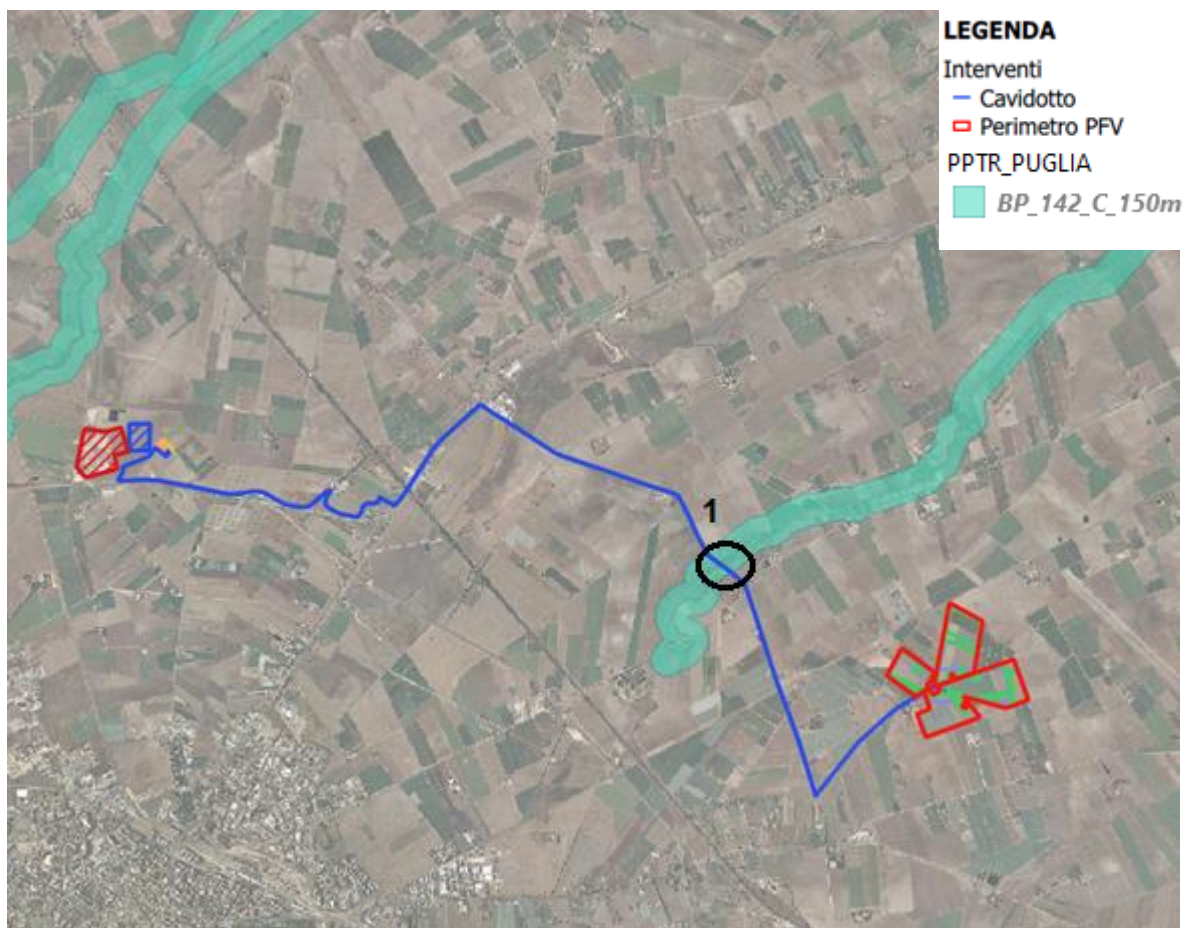 LEGENDA
Interventi
Cavidotto
Perimetro PFV
PPTR_PUGLIA
BP_142_C_150m
1